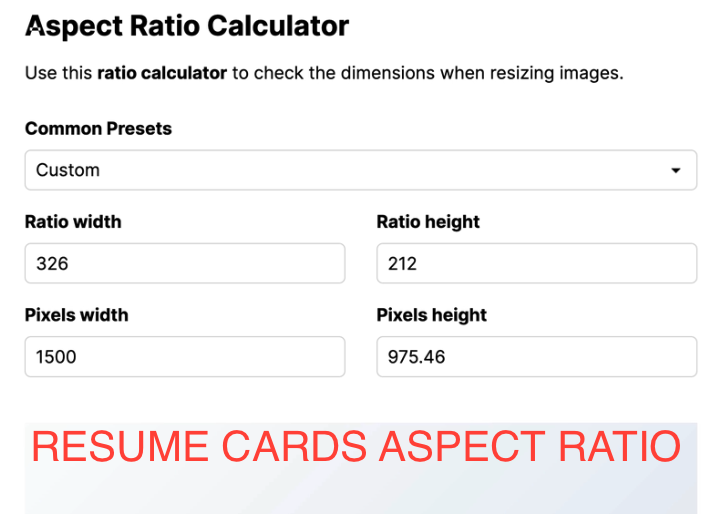 Aspect Ratio Calculator
Use this ratio calculator to check the dimensions when resizing images.
Common Presets
Custom
Ratio width
Ratio height
326
212
Pixels width
Pixels height
1500
975.46
RESUME CARDS ASPECT RATIO